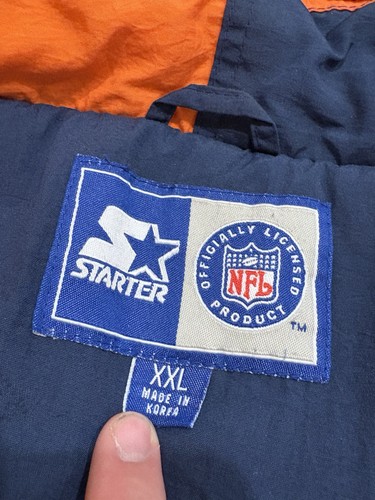 STARTER
OFFICIALLY LICENSED
NFL
PRODUCT
TM
XXL
MADE IN
KOREA